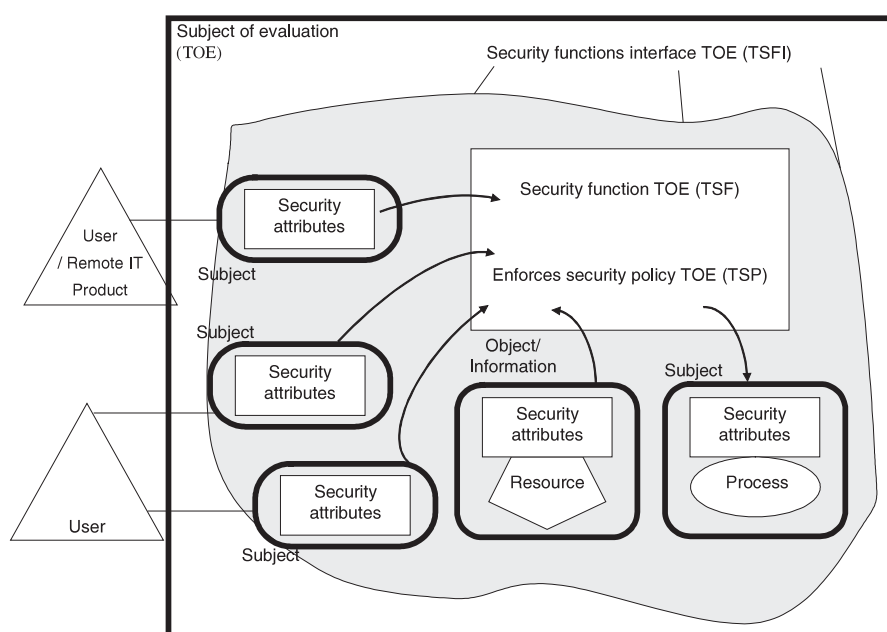 Subject of evaluation
(TOE)
Security functions interface TOE (TSFI)
Security function TOE (TSF)
Enforces security policy TOE (TSP)
Security
attributes
Subject
User
/ Remote IT
Product
Subject
Security
attributes
Object/
Information
Security
attributes
Resource
Subject
Security
attributes
Process
User
Security
attributes
Subject